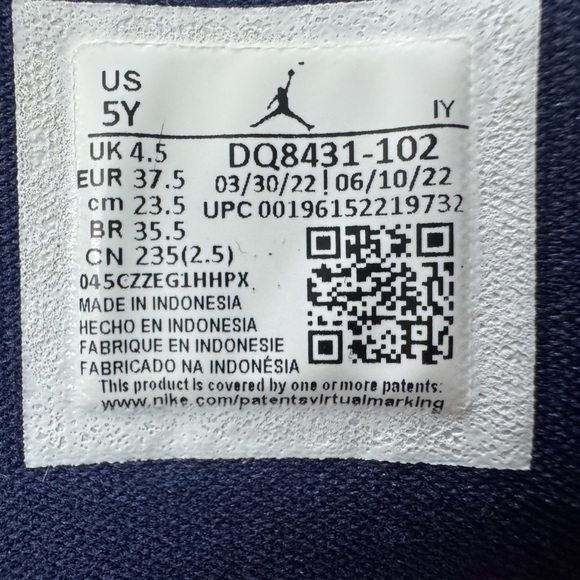 US
5Y
IY
UK 4.5
EUR 37.5
cm 23.5
BR 35.5
CN 235(2.5)
DQ8431-102
03/30/22 | 06/10/22
UPC 00196152219732
045CZZEG1HHPX
MADE IN INDONESIA
HECHO EN INDONESIA
FABRIQUE EN INDONESIE
FABRICADO NA INDONÉSIA
This product is covered by one or more patents:
www.nike.com/patentsvirtualmarking